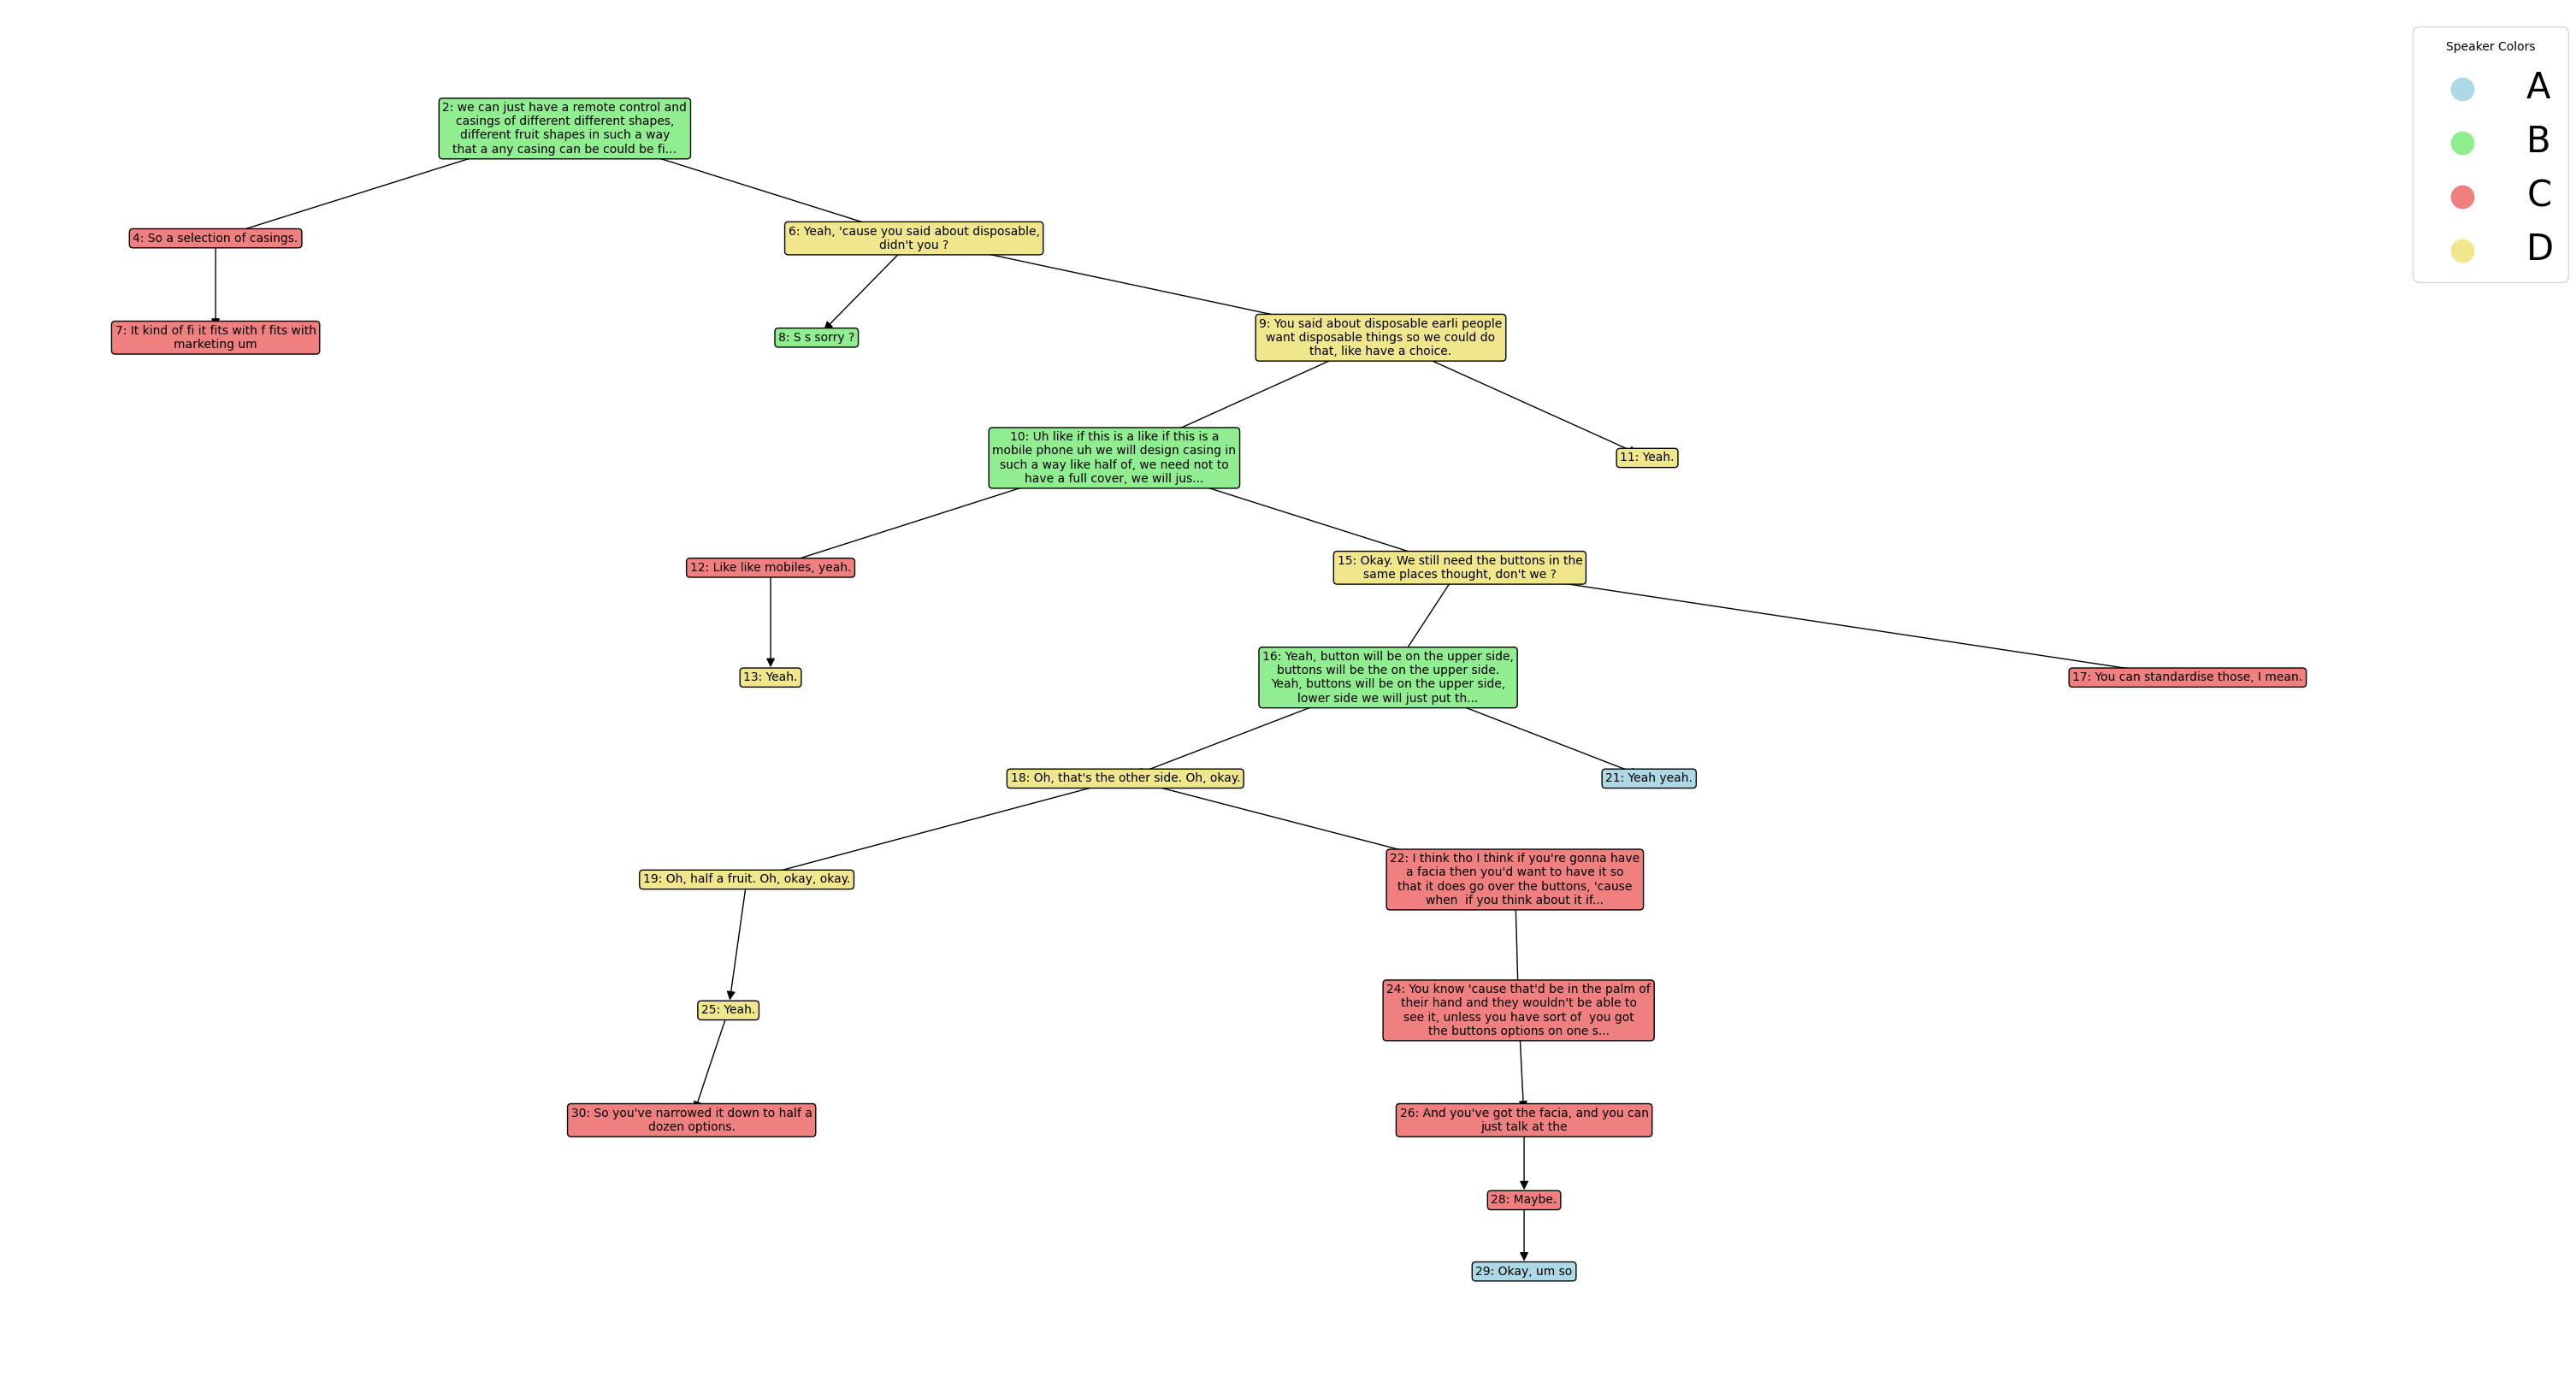 Speaker Colors
A
B
C
D
2: we can just have a remote control and
casings of different different shapes,
different fruit shapes in such a way
that a any casing can be could be fi...
4: So a selection of casings.
6: Yeah, 'cause you said about disposable,
didn't you ?
7: It kind of fi it fits with f fits with
marketing um
8: S s sorry ?
9: You said about disposable earli people
want disposable things so we could do
that, like have a choice.
10: Uh like if this is a like if this is a
mobile phone uh we will design casing in
such a way like half of, we need not to
have a full cover, we will jus...
11: Yeah.
12: Like like mobiles, yeah.
15: Okay. We still need the buttons in the
same places thought, don't we ?
13: Yeah.
16: Yeah, button will be on the upper side,
buttons will be the on the upper side.
Yeah, buttons will be on the upper side,
lower side we will just put th...
17: You can standardise those, I mean.
18: Oh, that's the other side. Oh, okay.
21: Yeah yeah.
19: Oh, half a fruit. Oh, okay, okay.
22: I think tho I think if you're gonna have
a facia then you'd want to have it so
that it does go over the buttons, 'cause
when  if you think about it if...
25: Yeah.
24: You know 'cause that'd be in the palm of
their hand and they wouldn't be able to
see it, unless you have sort of  you got
the buttons options on one s...
30: So you've narrowed it down to half a
dozen options.
26: And you've got the facia, and you can
just talk at the
28: Maybe.
29: Okay, um so